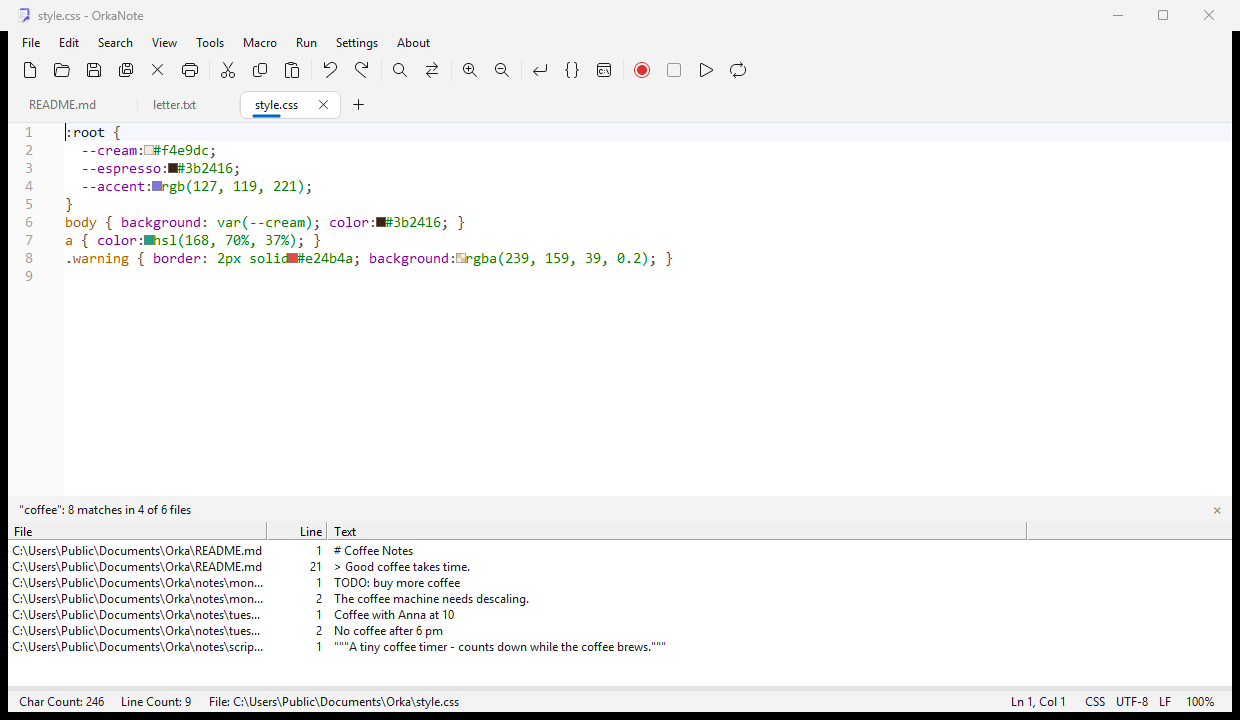 style.css - OrkaNote
File Edit Search View Tools Macro Run Settings About
README.md letter.txt style.css
1 :root {
2 --cream: #f4e9dc;
3 --espresso: #3b2416;
4 --accent: rgb(127, 119, 221);
5 }
6 body { background: var(--cream); color: #3b2416; }
7 a { color: hsl(168, 70%, 37%); }
8 .warning { border: 2px solid #e24b4a; background: rgba(239, 159, 39, 0.2); }
9
"coffee": 8 matches in 4 of 6 files
File Line Text
C:\Users\Public\Documents\Orka\README.md 1 # Coffee Notes
C:\Users\Public\Documents\Orka\README.md 21 > Good coffee takes time.
C:\Users\Public\Documents\Orka\notes\mon... 1 TODO: buy more coffee
C:\Users\Public\Documents\Orka\notes\mon... 2 The coffee machine needs descaling.
C:\Users\Public\Documents\Orka\notes\tues... 1 Coffee with Anna at 10
C:\Users\Public\Documents\Orka\notes\tues... 2 No coffee after 6 pm
C:\Users\Public\Documents\Orka\notes\scrip... 1 """A tiny coffee timer - counts down while the coffee brews."""
Char Count: 246 Line Count: 9 File: C:\Users\Public\Documents\Orka\style.css Ln 1, Col 1 CSS UTF-8 LF 100%